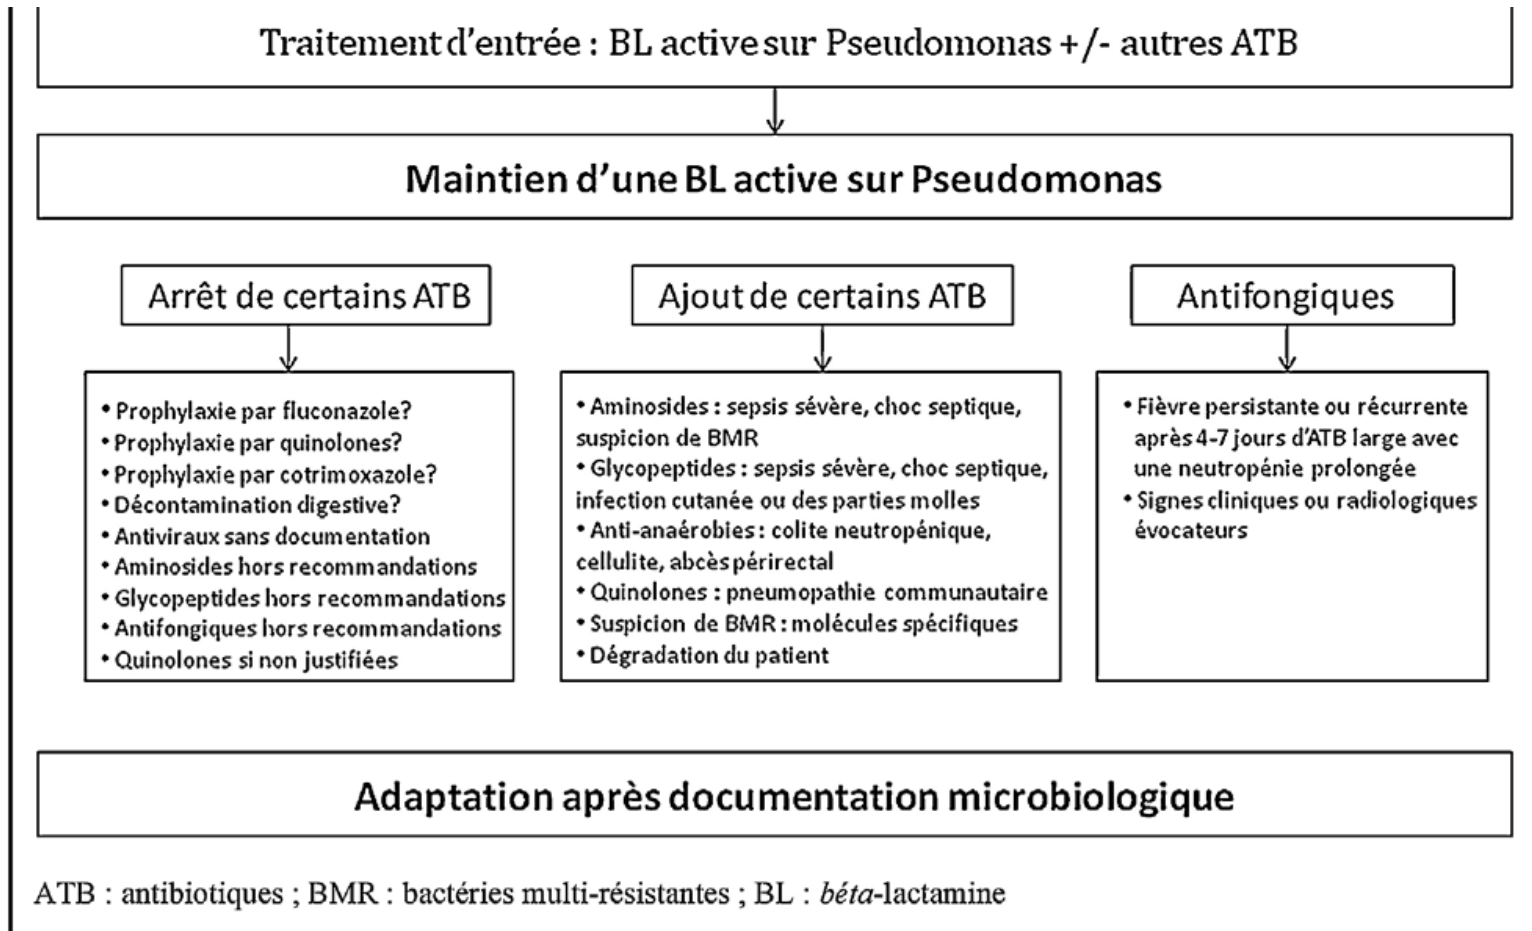 Traitement d’entrée : BL active sur Pseudomonas +/- autres ATB
Maintien d’une BL active sur Pseudomonas
Arrêt de certains ATB
• Prophylaxie par fluconazole?
• Prophylaxie par quinolones?
• Prophylaxie par cotrimoxazole?
• Décontamination digestive?
• Antiviraux sans documentation
• Aminosides hors recommandations
• Glycopeptides hors recommandations
• Antifongiques hors recommandations
• Quinolones si non justifiées
Ajout de certains ATB
• Aminosides : sepsis sévère, choc septique,
suspicion de BMR
• Glycopeptides : sepsis sévère, choc septique,
infection cutanée ou des parties molles
• Anti-anaérobies : colite neutropénique,
cellulite, abcès périrectal
• Quinolones : pneumopathie communautaire
• Suspicion de BMR : molécules spécifiques
• Dégradation du patient
Antifongiques
• Fièvre persistante ou récurrente
après 4-7 jours d’ATB large avec
une neutropénie prolongée
• Signes cliniques ou radiologiques
évocateurs
Adaptation après documentation microbiologique
ATB : antibiotiques ; BMR : bactéries multi-résistantes ; BL : béta-lactamine